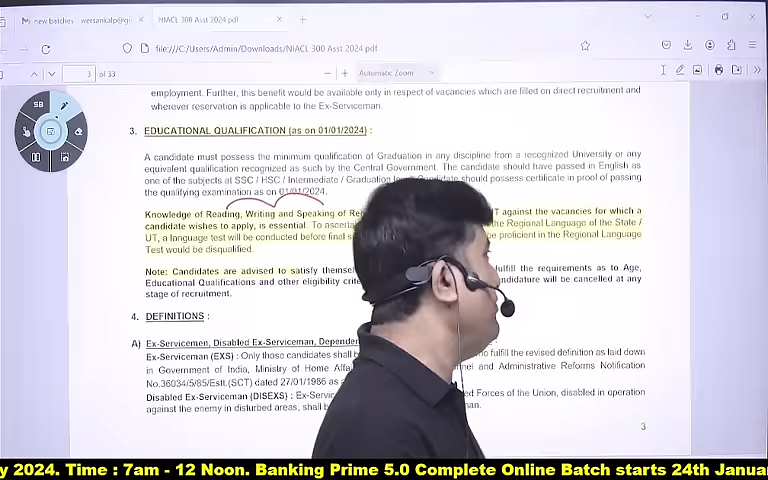 new batches wersankalp@gm
NIACL 300 Asst 2024.pdf
file:///C:/Users/Admin/Downloads/NIACL 300 Asst 2024.pdf
3 of 33
Automatic Zoom
SB
employment. Further, this benefit would be available only in respect of vacancies which are filled on direct recruitment and
wherever reservation is applicable to the Ex-Serviceman.
3. EDUCATIONAL QUALIFICATION (as on 01/01/2024) :
A candidate must possess the minimum qualification of Graduation in any discipline from a recognized University or any
equivalent qualification recognized as such by the Central Government. The candidate should have passed in English as
one of the subjects at SSC / HSC / Intermediate / Graduation should possess certificate in proof of passing
the qualifying examination as on 01/01/2024.
Knowledge of Reading, Writing and Speaking of T against the vacancies for which a
candidate wishes to apply, is essential. To the Regional Language of the State /
UT, a language test will be conducted before final be proficient in the Regional Language
Test would be disqualified.
Note: Candidates are advised to satisfy fulfill the requirements as to Age,
Educational Qualifications and other eligibility will be cancelled at any
stage of recruitment.
4. DEFINITIONS :
A) Ex-Servicemen, Disabled Ex-Serviceman,
Ex-Servicemen (EXS) : Only those candidates fulfill the revised definition as laid down
in Government of India, Ministry of Home and Administrative Reforms Notification
No.36034/5/85/Estt.(SCT) dated 27/01/1986 as
Disabled Ex-Serviceman (DISEXS) : Forces of the Union, disabled in operation
against the enemy in disturbed areas,
3
y 2024. Time : 7am - 12 Noon. Banking Prime 5.0 Complete Online Batch starts 24th Janua